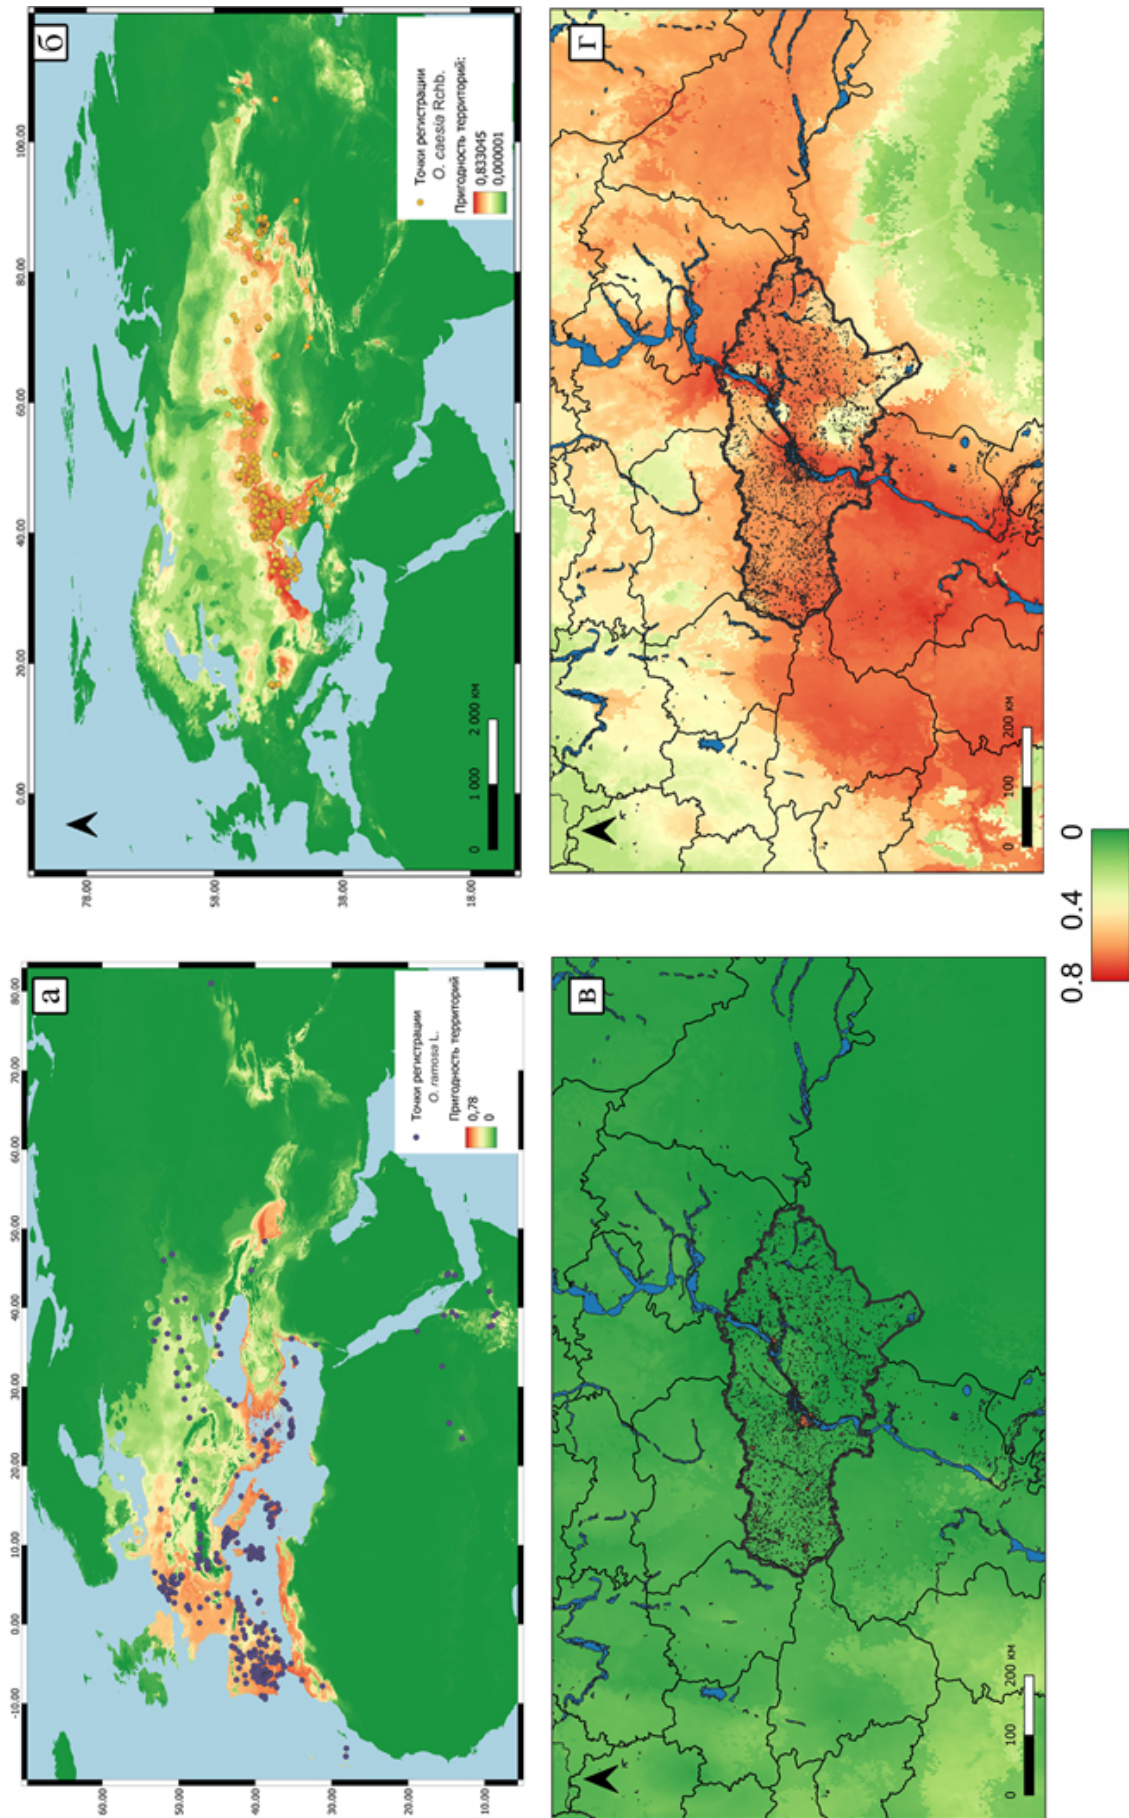 а
-10.00 0.00 10.00 20.00 30.00 40.00 50.00 60.00 70.00 80.00
60.00
50.00
40.00
30.00
20.00
10.00
Точки регистрации
O. ramosa L.
Пригодность территорий
0,78
0
б
0.00 20.00 40.00 60.00 80.00 100.00
78.00
58.00
38.00
18.00
0 1 000 2 000 км
Точки регистрации
O. caesia Rchb.
Пригодность территорий:
0,833045
0,000001
в
0 100 200 км
г
0 100 200 км
0.8 0.4 0